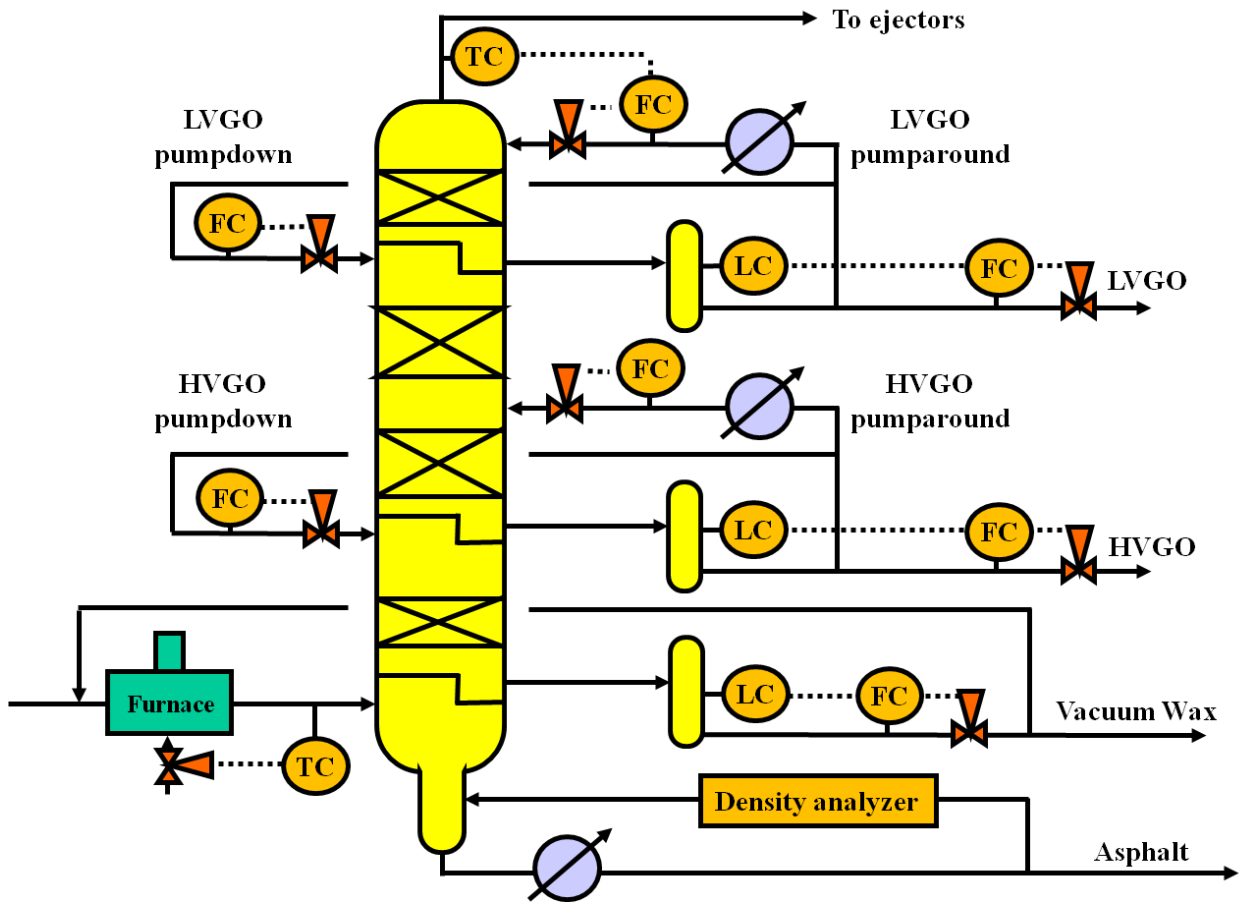 To ejectors
TC
FC
LVGO
pumpdown
LVGO
pumparound
FC
LC
FC
LVGO
FC
HVGO
pumpdown
HVGO
pumparound
FC
LC
FC
HVGO
Furnace
LC
FC
Vacuum Wax
TC
Density analyzer
Asphalt